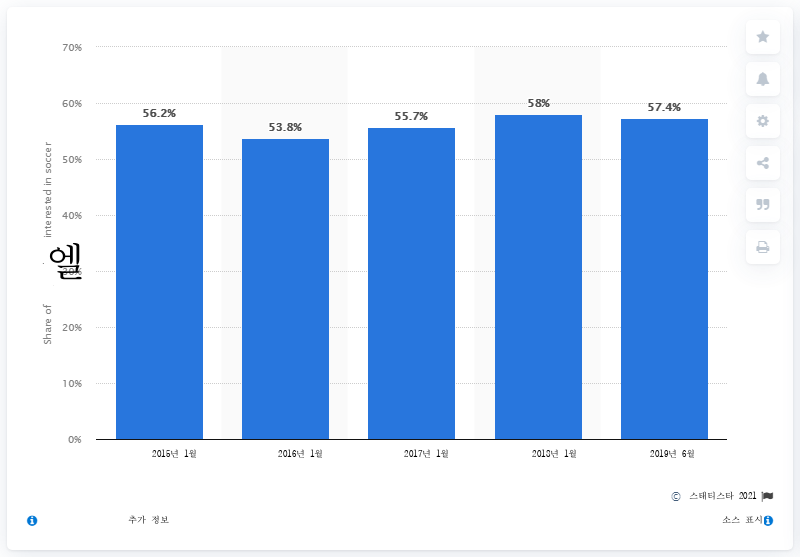 70%
60%
50%
40%
30%
20%
10%
0%
Share of
엘
interested in soccer
56.2%
53.8%
55.7%
58%
57.4%
2015년 1월
2016년 1월
2017년 1월
2018년 1월
2019년 6월
© 스태티스타 2021
추가 정보
소스 표시